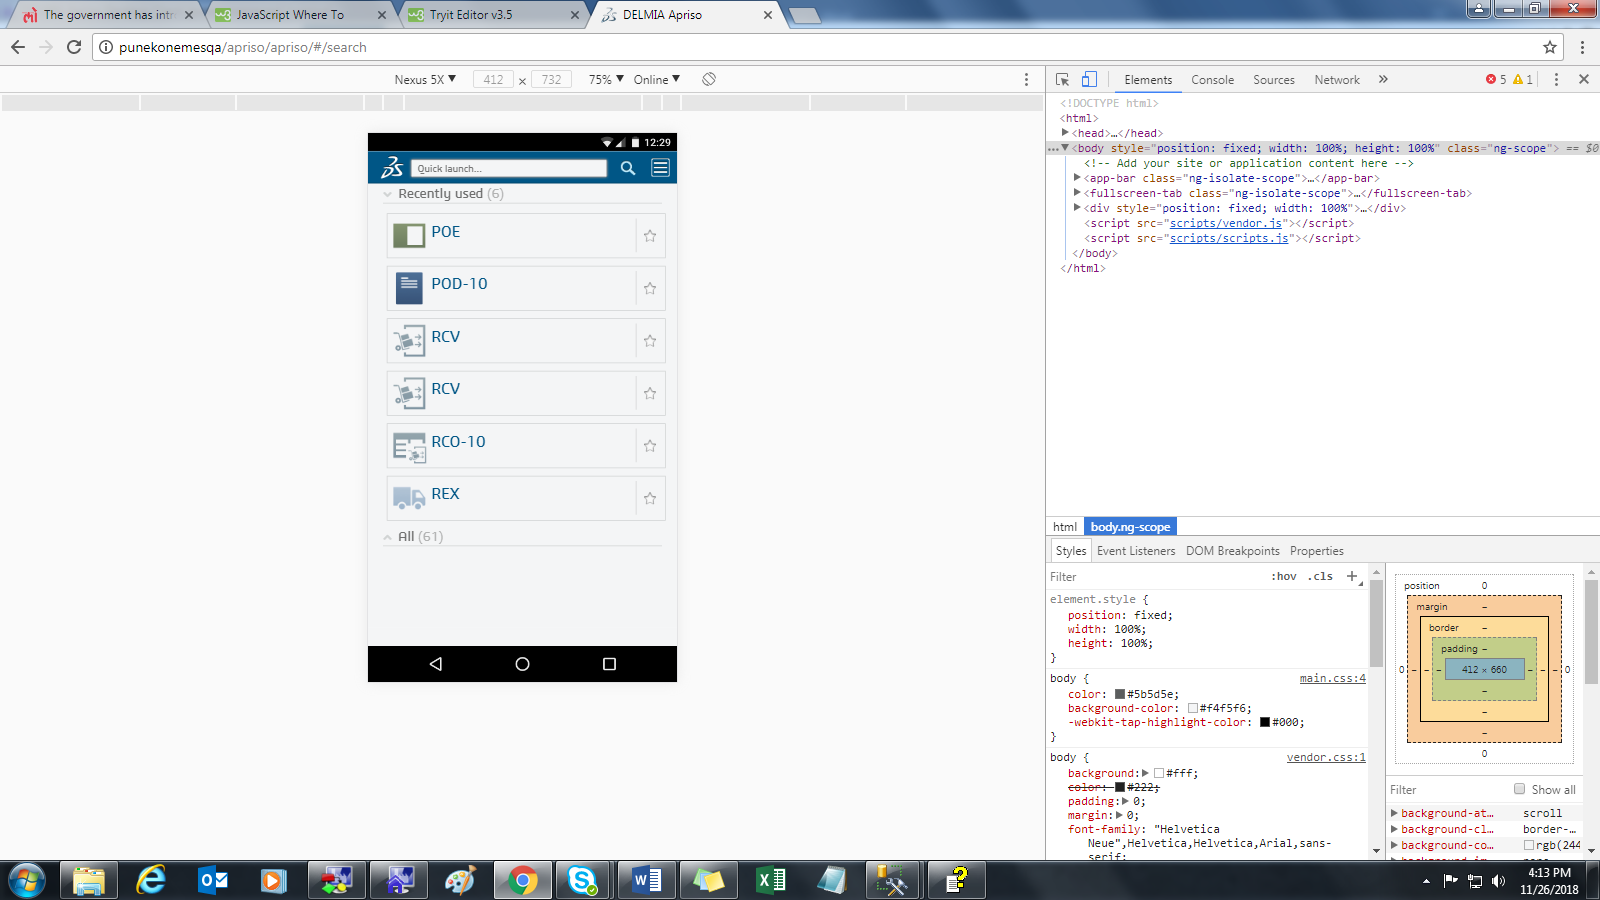 The government has intr
JavaScript Where To
Tryit Editor v3.5
DELMIA Apriso
punekonemesqa/apriso/apriso/#/search
Nexus 5X 412 × 732 75% Online
12:29
Quick launch...
Recently used (6)
POE
POD-10
RCV
RCV
RCO-10
REX
All (61)
Elements Console Sources Network » 5 1
<!DOCTYPE html>
<html>
<head>…</head>
<body style="position: fixed; width: 100%; height: 100%" class="ng-scope"> == $0
<!-- Add your site or application content here -->
<app-bar class="ng-isolate-scope">…</app-bar>
<fullscreen-tab class="ng-isolate-scope">…</fullscreen-tab>
<div style="position: fixed; width: 100%">…</div>
<script src="scripts/vendor.js"></script>
<script src="scripts/scripts.js"></script>
</body>
</html>
html body.ng-scope
Styles Event Listeners DOM Breakpoints Properties
Filter :hov .cls +
element.style {
position: fixed;
width: 100%;
height: 100%;
}
body { main.css:4
color: #5b5d5e;
background-color: #f4f5f6;
-webkit-tap-highlight-color: #000;
}
body { vendor.css:1
background: #fff;
color: #222;
padding: 0;
margin: 0;
font-family: "Helvetica
Neue",Helvetica,Helvetica,Arial,sans-
serif;
position 0
margin –
border –
padding –
0 – – – 412 × 660 – – – 0
–
–
–
0
Filter Show all
background-at… scroll
background-cl… border-…
background-co… rgb(244
4:13 PM
11/26/2018